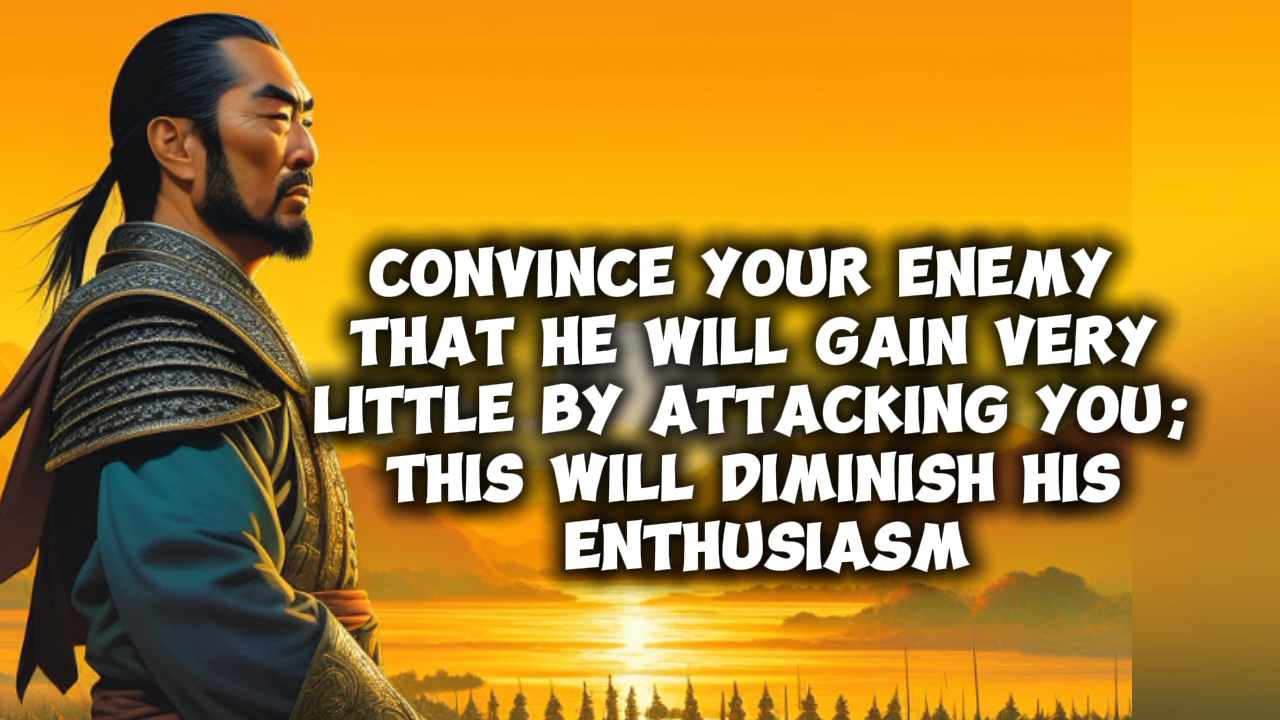 CONVINCE YOUR ENEMY
THAT HE WILL GAIN VERY
LITTLE BY ATTACKING YOU;
THIS WILL DIMINISH HIS
ENTHUSIASM